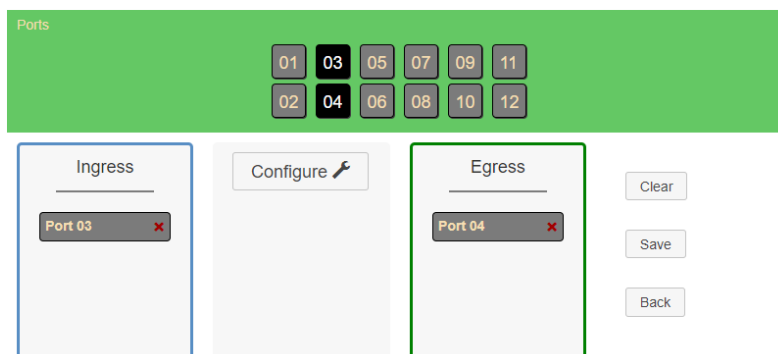 Ports
01 03 05 07 09 11
02 04 06 08 10 12
Ingress
Configure
Egress
Clear
Port 03
Port 04
Save
Back